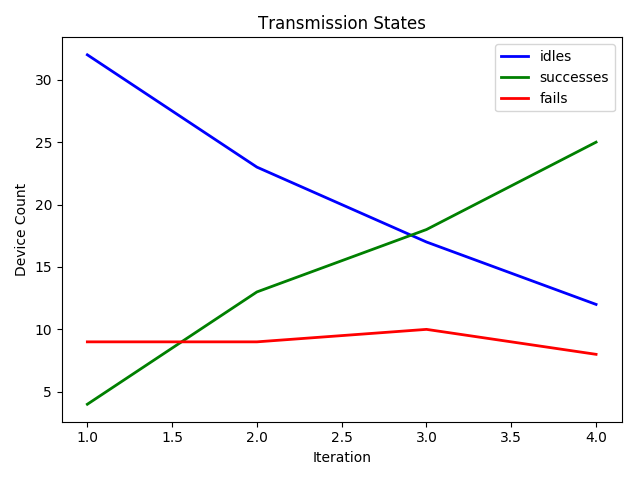 Transmission States
idles
successes
fails
Device Count
30
25
20
15
10
5
1.0 1.5 2.0 2.5 3.0 3.5 4.0
Iteration